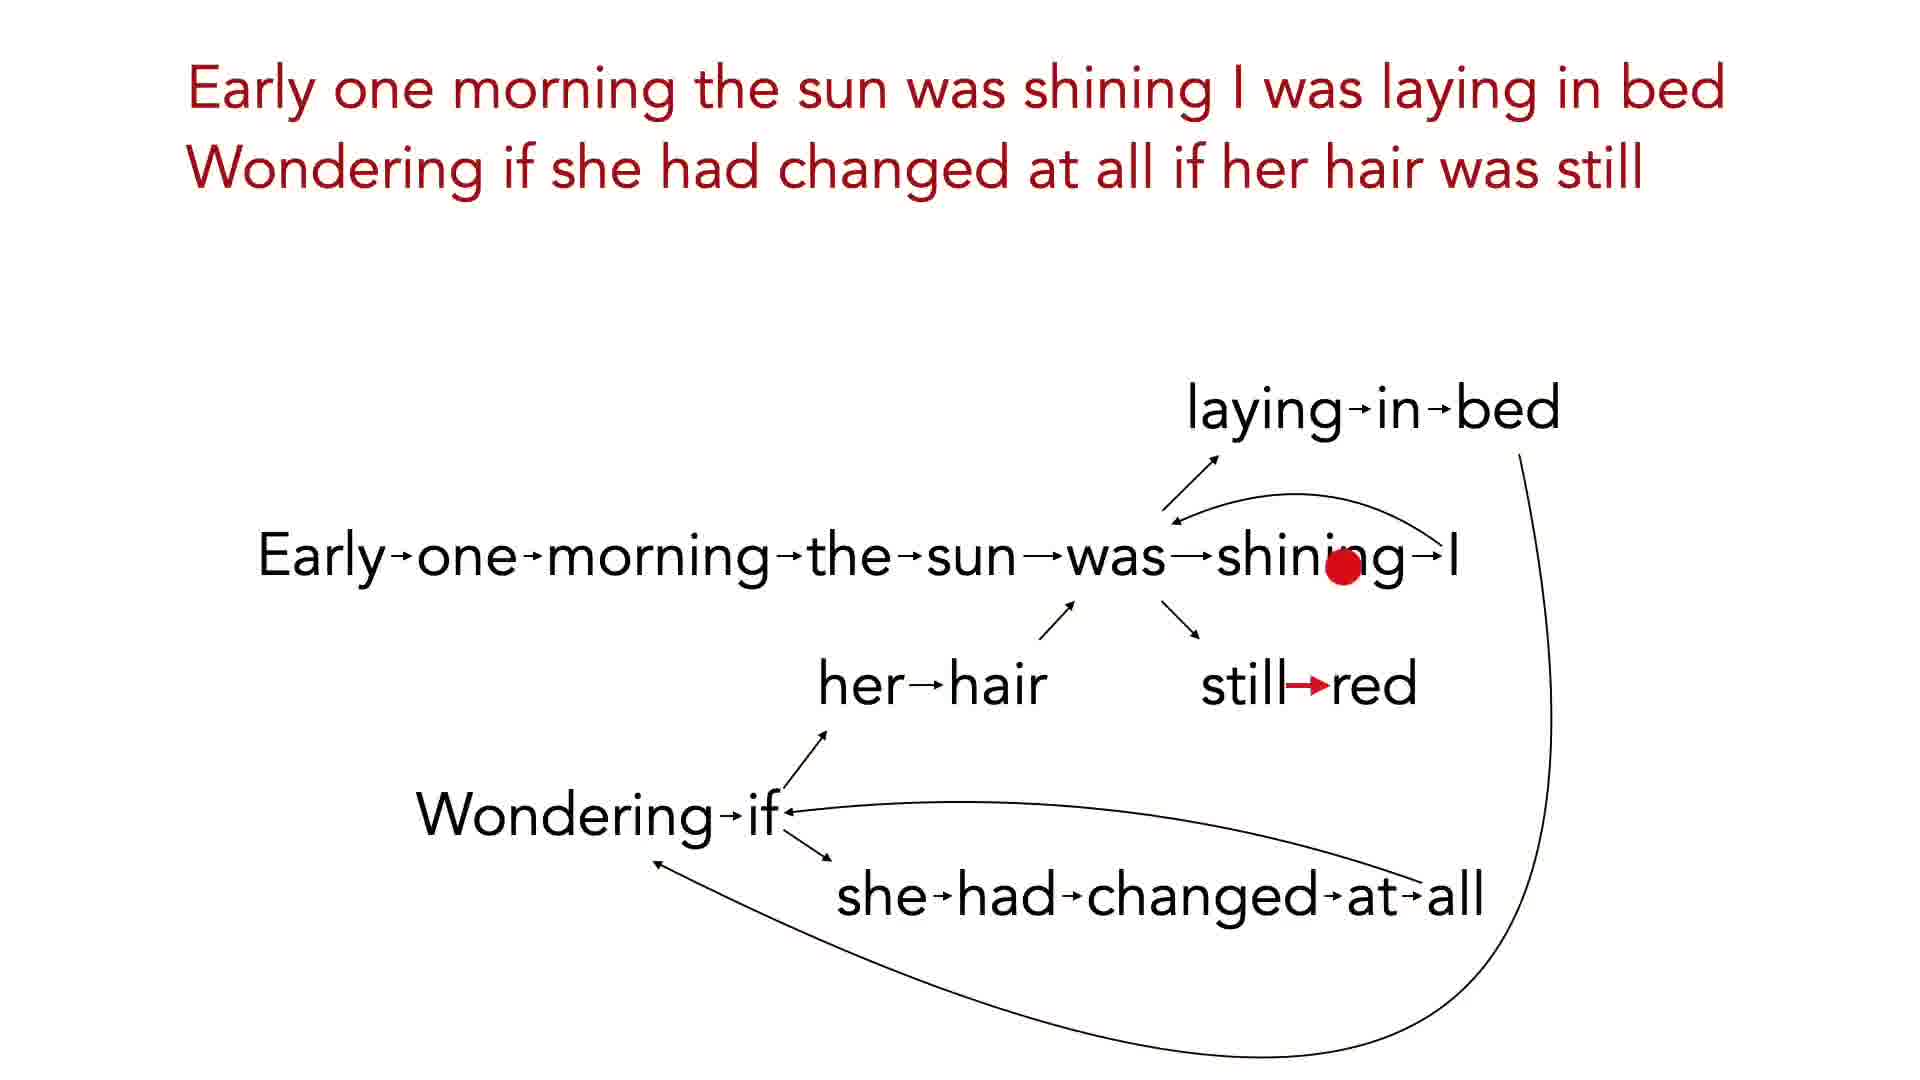 Early one morning the sun was shining I was laying in bed
Wondering if she had changed at all if her hair was still
laying in bed
Early one morning the sun was shining I
her hair
still red
Wondering if
she had changed at all